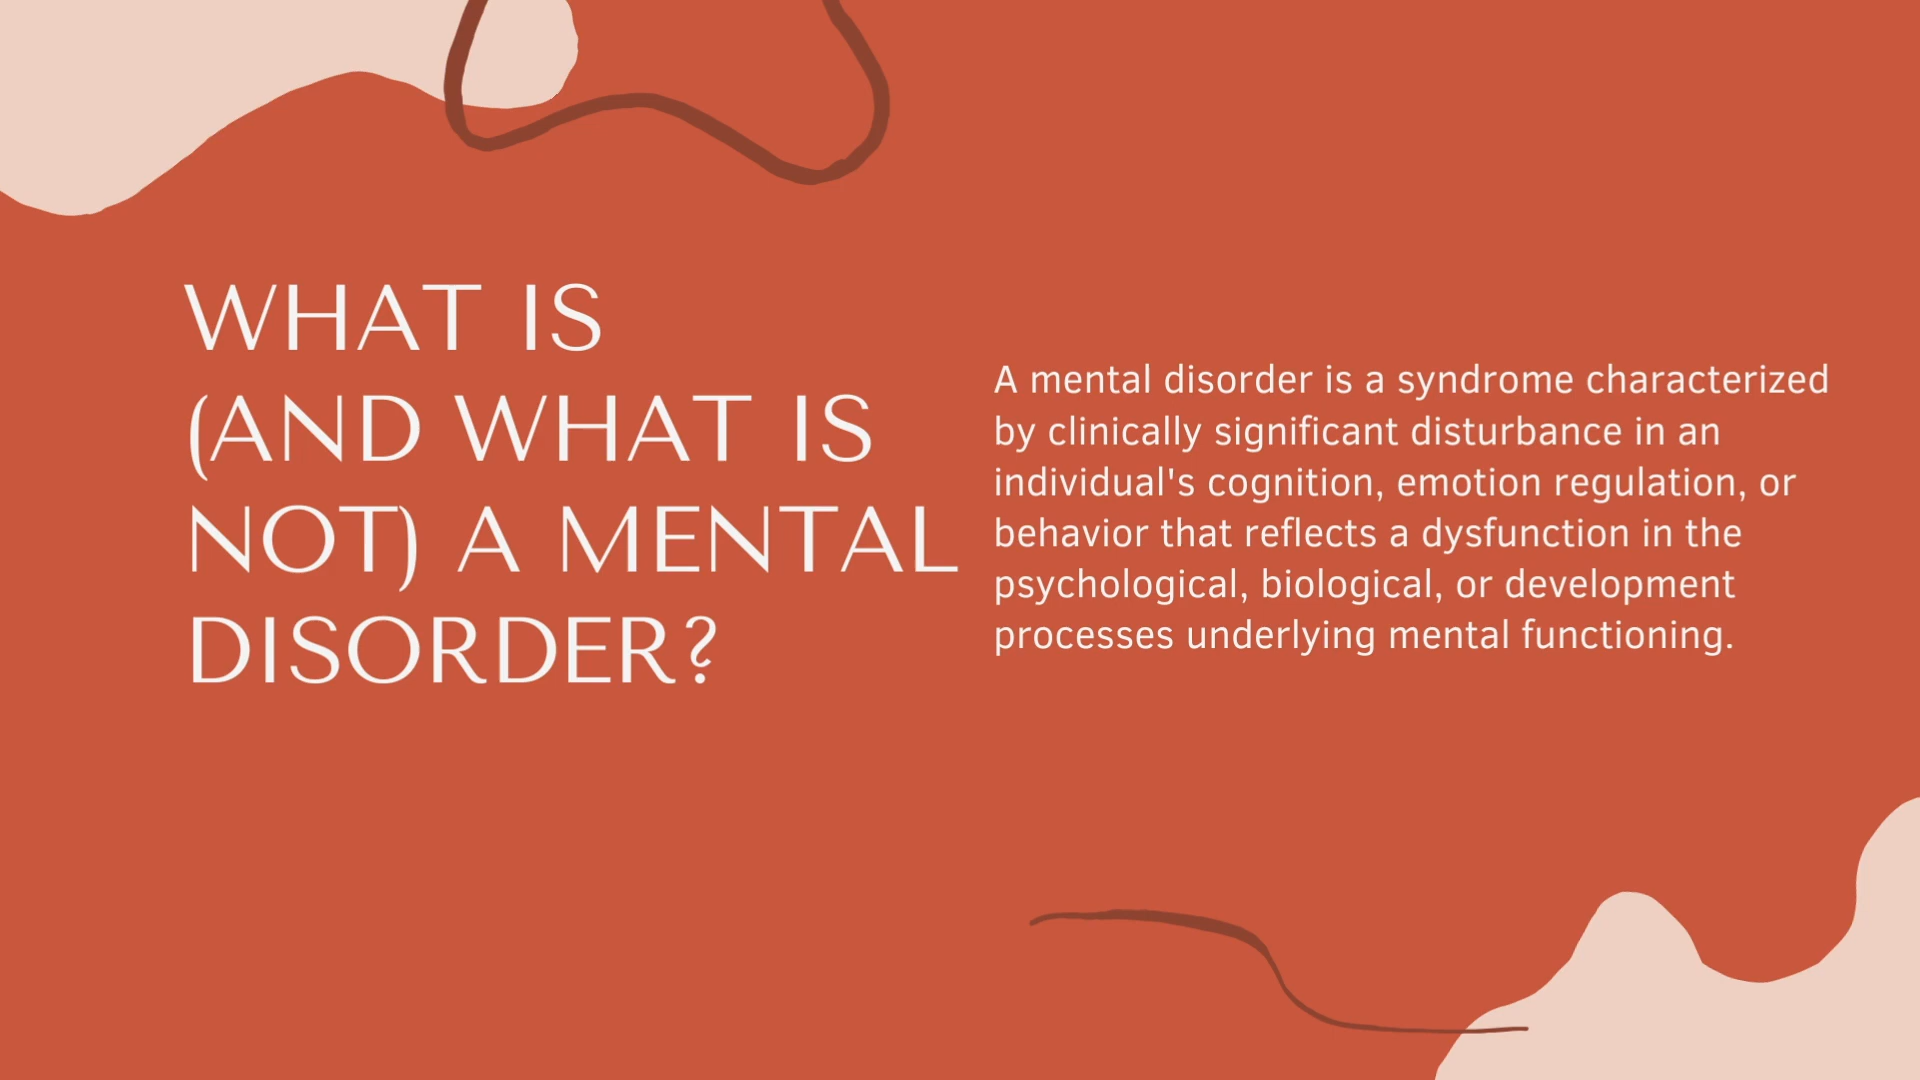 WHAT IS
(AND WHAT IS
NOT) A MENTAL
DISORDER?
A mental disorder is a syndrome characterized
by clinically significant disturbance in an
individual's cognition, emotion regulation, or
behavior that reflects a dysfunction in the
psychological, biological, or development
processes underlying mental functioning.